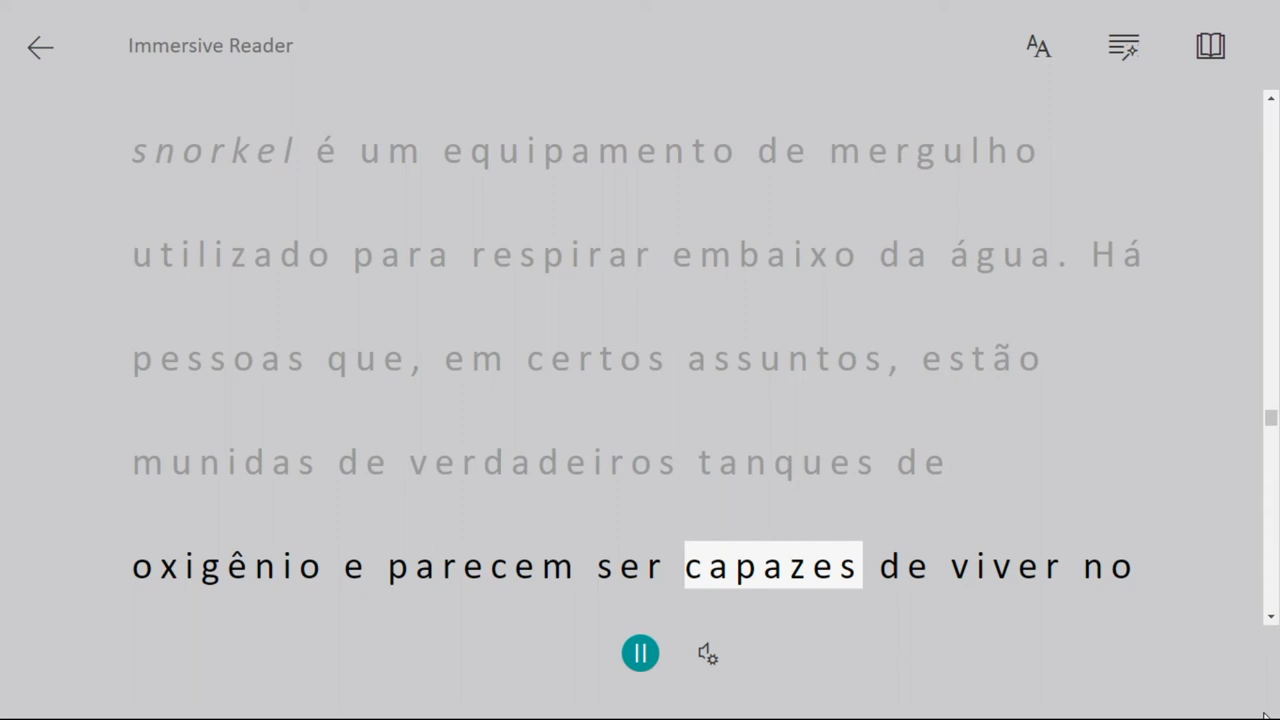 Immersive Reader
snorkel é um equipamento de mergulho
utilizado para respirar embaixo da água. Há
pessoas que, em certos assuntos, estão
munidas de verdadeiros tanques de
oxigênio e parecem ser capazes de viver no